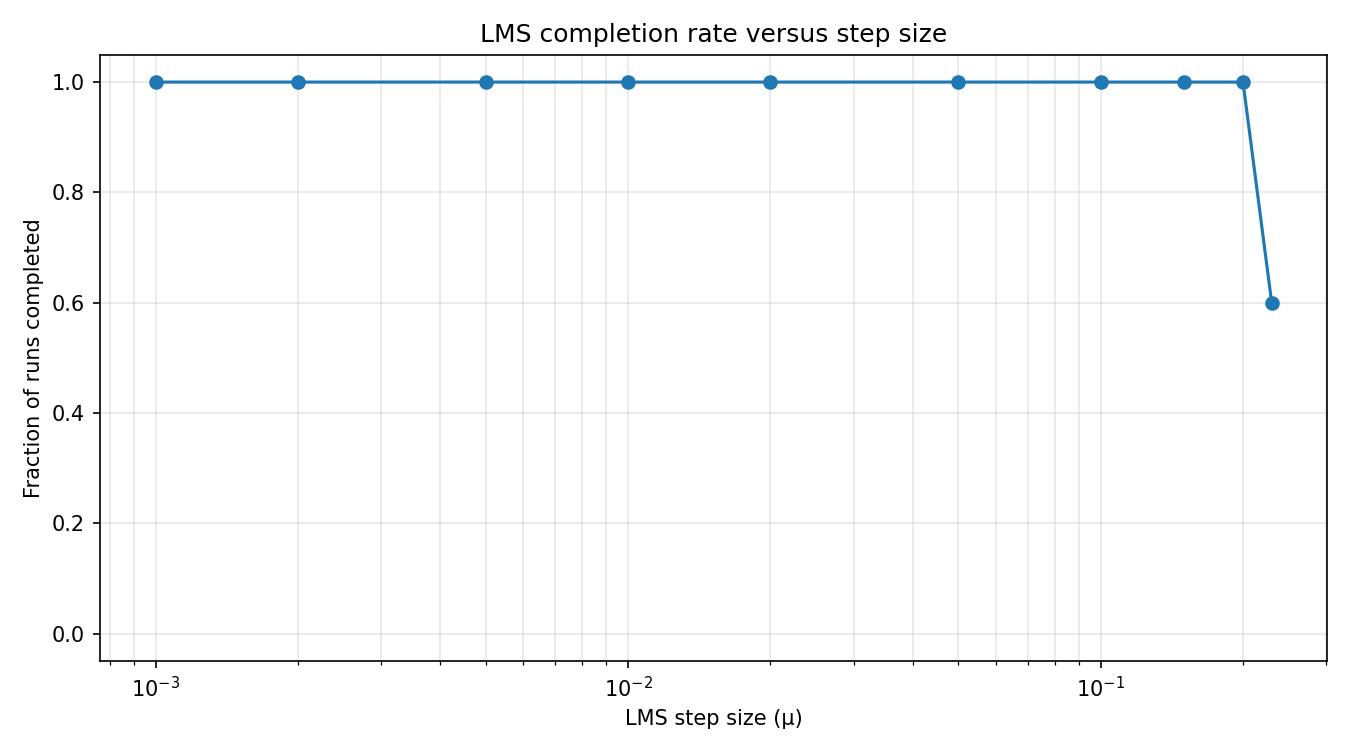 LMS completion rate versus step size
Fraction of runs completed
1.0
0.8
0.6
0.4
0.2
0.0
10⁻³ 10⁻² 10⁻¹
LMS step size (μ)